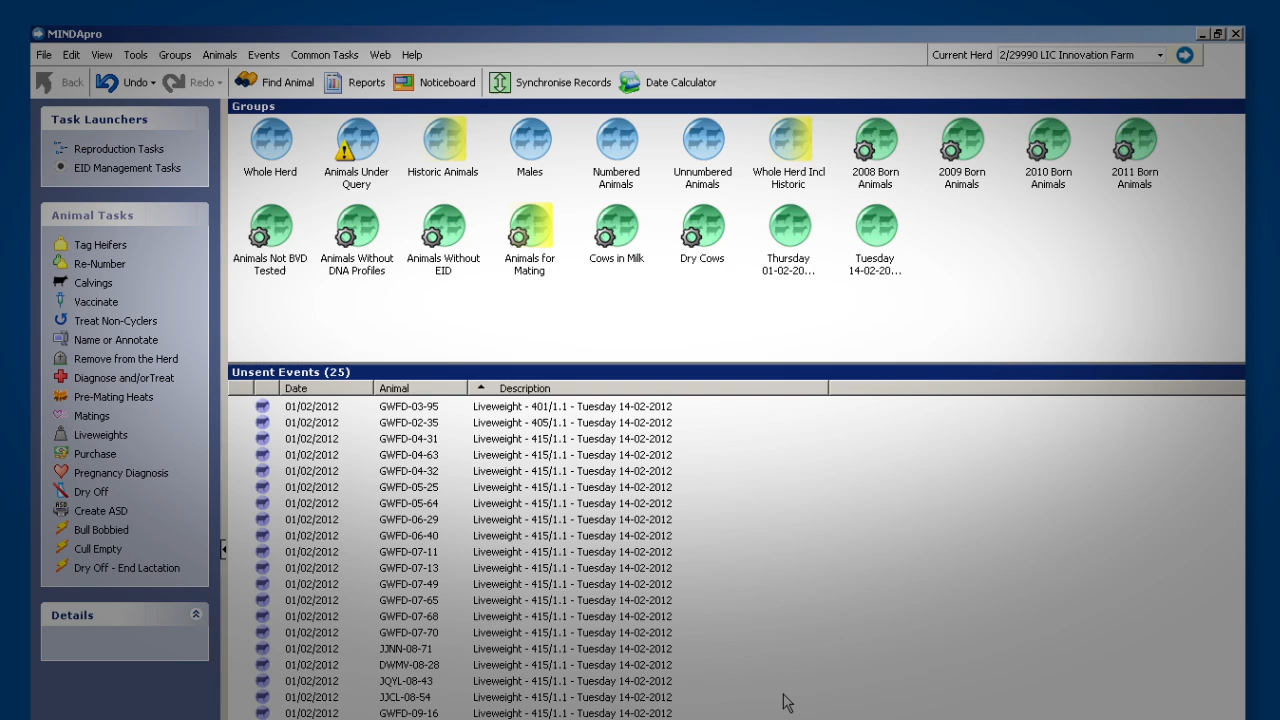 MINDApro
File Edit View Tools Groups Animals Events Common Tasks Web Help
Current Herd 2/29990 LIC Innovation Farm
Back Undo Redo Find Animal Reports Noticeboard Synchronise Records Date Calculator
Task Launchers
Reproduction Tasks
EID Management Tasks
Animal Tasks
Tag Heifers
Re-Number
Calvings
Vaccinate
Treat Non-Cyclers
Name or Annotate
Remove from the Herd
Diagnose and/orTreat
Pre-Mating Heats
Matings
Liveweights
Purchase
Pregnancy Diagnosis
Dry Off
Create ASD
Bull Bobbied
Cull Empty
Dry Off - End Lactation
Details
Groups
Whole Herd
Animals Under
Query
Historic Animals
Males
Numbered
Animals
Unnumbered
Animals
Whole Herd Incl
Historic
2008 Born
Animals
2009 Born
Animals
2010 Born
Animals
2011 Born
Animals
Animals Not BVD
Tested
Animals Without
DNA Profiles
Animals Without
EID
Animals for
Mating
Cows in Milk
Dry Cows
Thursday
01-02-20...
Tuesday
14-02-20...
Unsent Events (25)
Date Animal Description
01/02/2012 GWFD-03-95 Liveweight - 401/1.1 - Tuesday 14-02-2012
01/02/2012 GWFD-02-35 Liveweight - 405/1.1 - Tuesday 14-02-2012
01/02/2012 GWFD-04-31 Liveweight - 415/1.1 - Tuesday 14-02-2012
01/02/2012 GWFD-04-63 Liveweight - 415/1.1 - Tuesday 14-02-2012
01/02/2012 GWFD-04-32 Liveweight - 415/1.1 - Tuesday 14-02-2012
01/02/2012 GWFD-05-25 Liveweight - 415/1.1 - Tuesday 14-02-2012
01/02/2012 GWFD-05-64 Liveweight - 415/1.1 - Tuesday 14-02-2012
01/02/2012 GWFD-06-29 Liveweight - 415/1.1 - Tuesday 14-02-2012
01/02/2012 GWFD-06-40 Liveweight - 415/1.1 - Tuesday 14-02-2012
01/02/2012 GWFD-07-11 Liveweight - 415/1.1 - Tuesday 14-02-2012
01/02/2012 GWFD-07-13 Liveweight - 415/1.1 - Tuesday 14-02-2012
01/02/2012 GWFD-07-49 Liveweight - 415/1.1 - Tuesday 14-02-2012
01/02/2012 GWFD-07-65 Liveweight - 415/1.1 - Tuesday 14-02-2012
01/02/2012 GWFD-07-68 Liveweight - 415/1.1 - Tuesday 14-02-2012
01/02/2012 GWFD-07-70 Liveweight - 415/1.1 - Tuesday 14-02-2012
01/02/2012 JJNN-08-71 Liveweight - 415/1.1 - Tuesday 14-02-2012
01/02/2012 DWMV-08-28 Liveweight - 415/1.1 - Tuesday 14-02-2012
01/02/2012 JQYL-08-43 Liveweight - 415/1.1 - Tuesday 14-02-2012
01/02/2012 JJCL-08-54 Liveweight - 415/1.1 - Tuesday 14-02-2012
01/02/2012 GWFD-09-16 Liveweight - 415/1.1 - Tuesday 14-02-2012